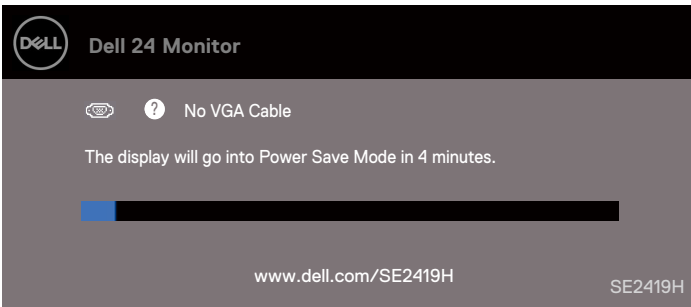 DELL Dell 24 Monitor
? No VGA Cable
The display will go into Power Save Mode in 4 minutes.
www.dell.com/SE2419H
SE2419H